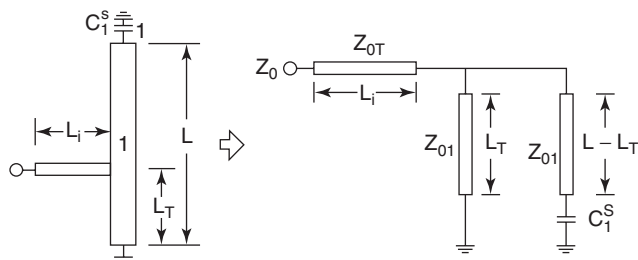 C₁ˢ 1
Lᵢ
1
L
L_T
Z₀
Z₀T
Lᵢ
Z₀₁
L_T
Z₀₁
L – L_T
C₁ˢ